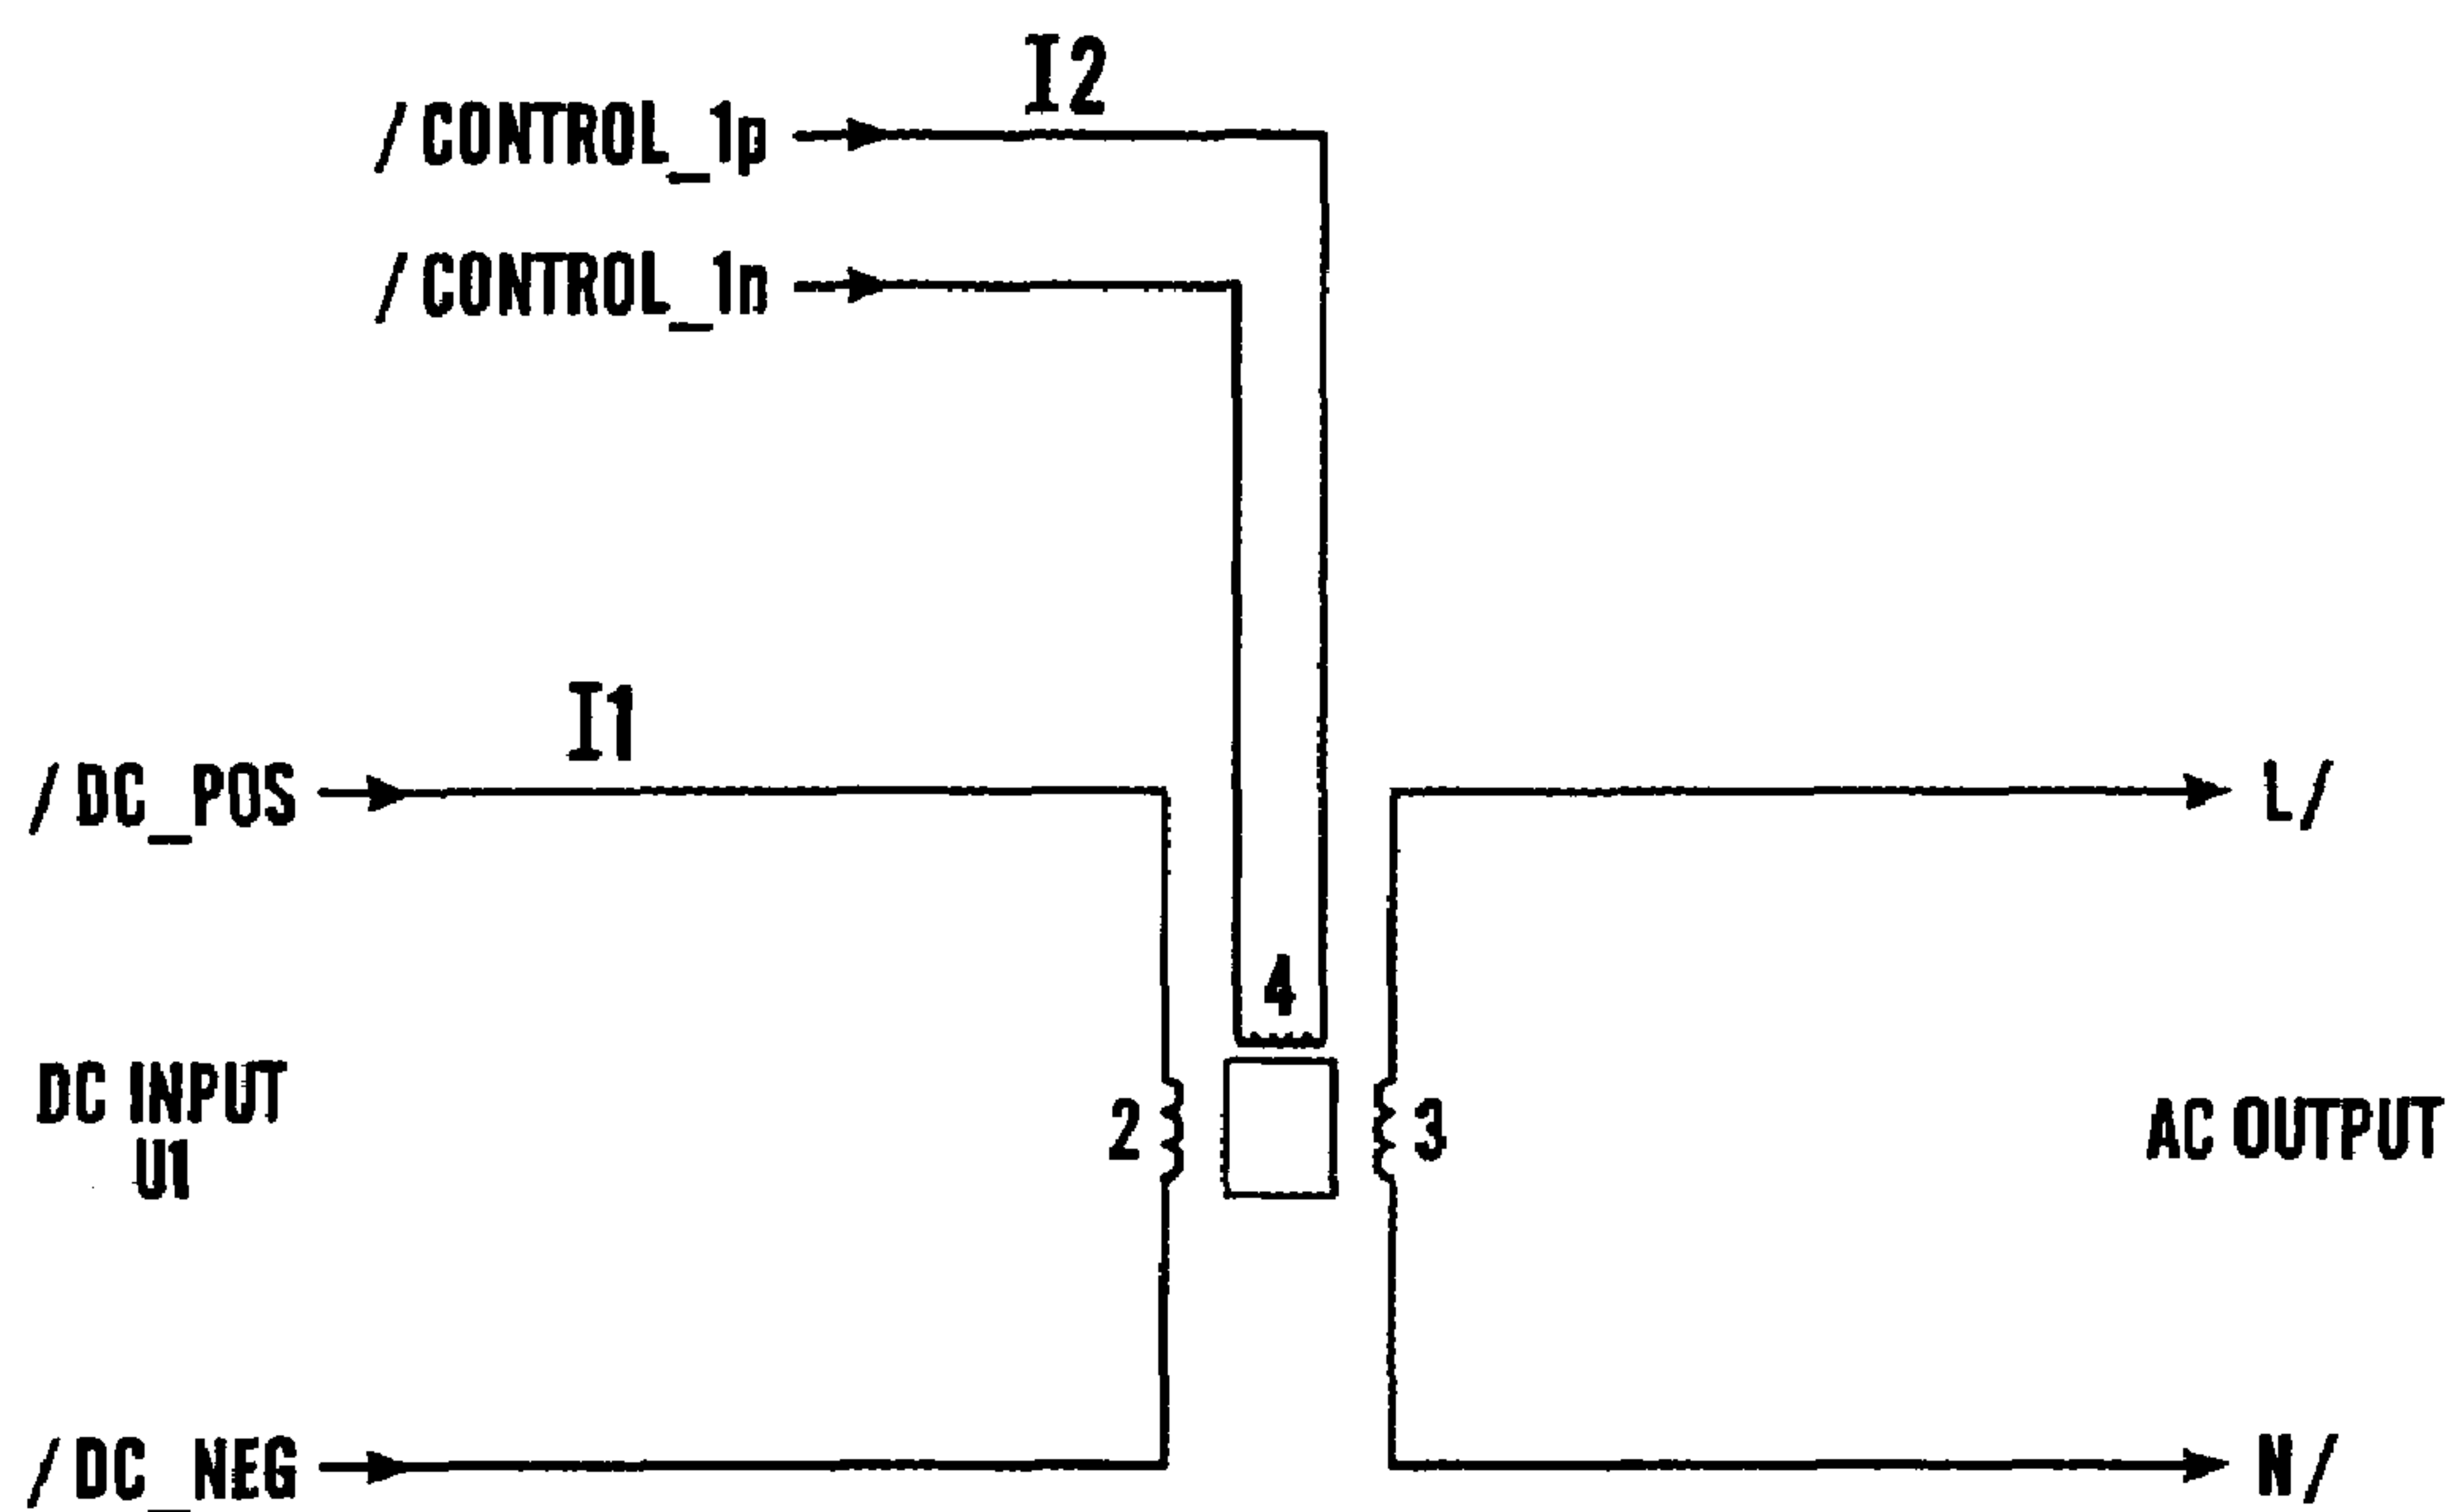 I2
/CONTROL_1p
/CONTROL_1n
I1
/DC_POS
L/
4
DC INPUT
U1
2
3
AC OUTPUT
/DC_NEG
N/